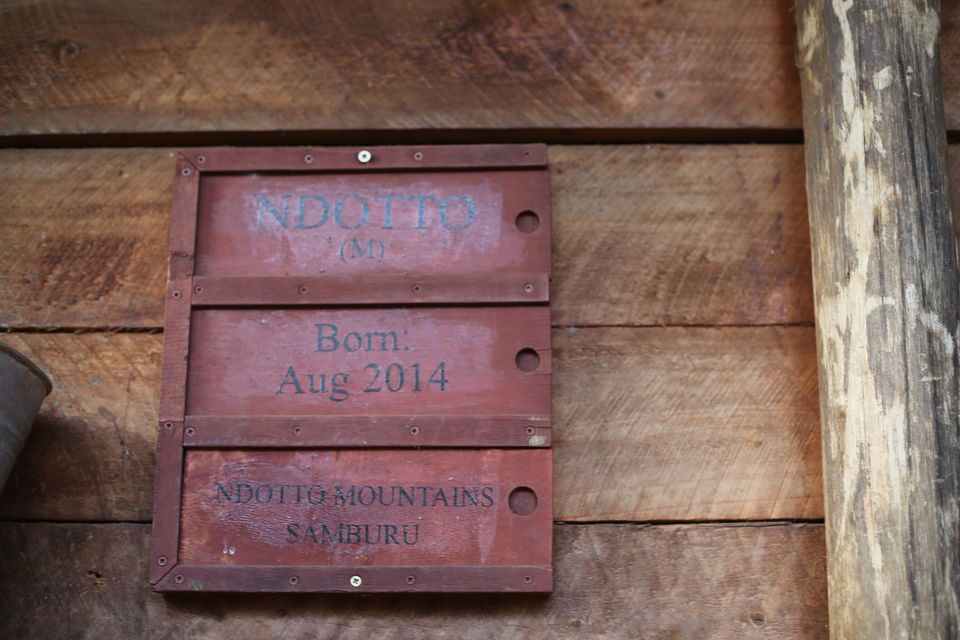 NDOTTO
(M)
Born:
Aug 2014
NDOTTO MOUNTAINS
SAMBURU